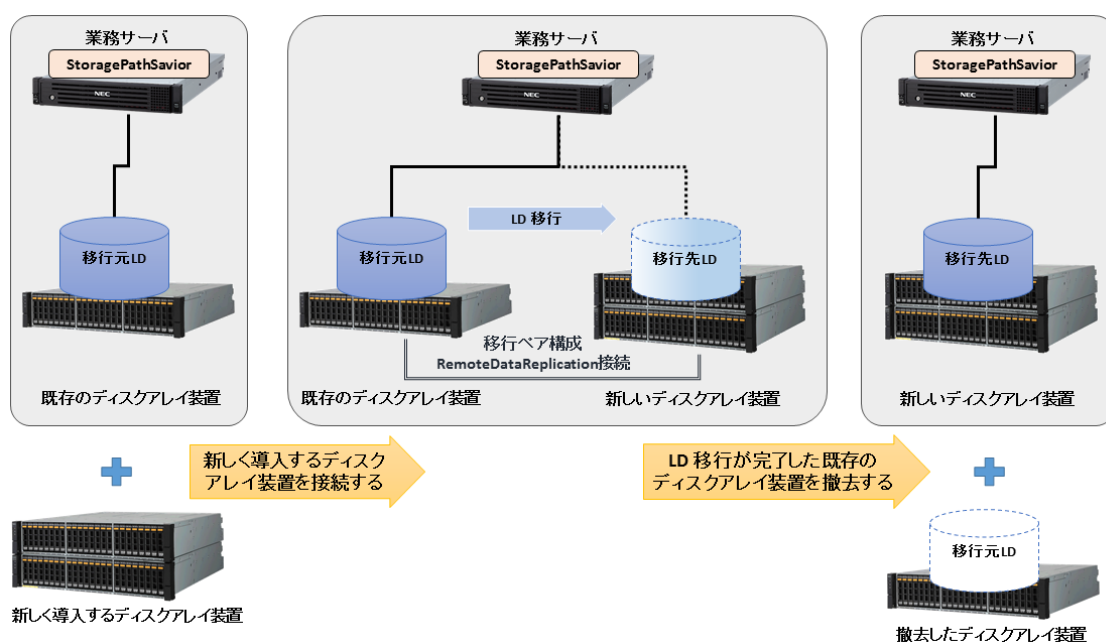 業務サーバ
StoragePathSavior
NEC
移行元LD
既存のディスクアレイ装置
業務サーバ
StoragePathSavior
NEC
LD 移行
移行元LD
移行先LD
移行ペア構成
RemoteDataReplication接続
既存のディスクアレイ装置
新しいディスクアレイ装置
業務サーバ
StoragePathSavior
NEC
移行先LD
新しいディスクアレイ装置
新しく導入するディスク
アレイ装置を接続する
LD 移行が完了した既存の
ディスクアレイ装置を撤去する
新しく導入するディスクアレイ装置
移行元LD
撤去したディスクアレイ装置